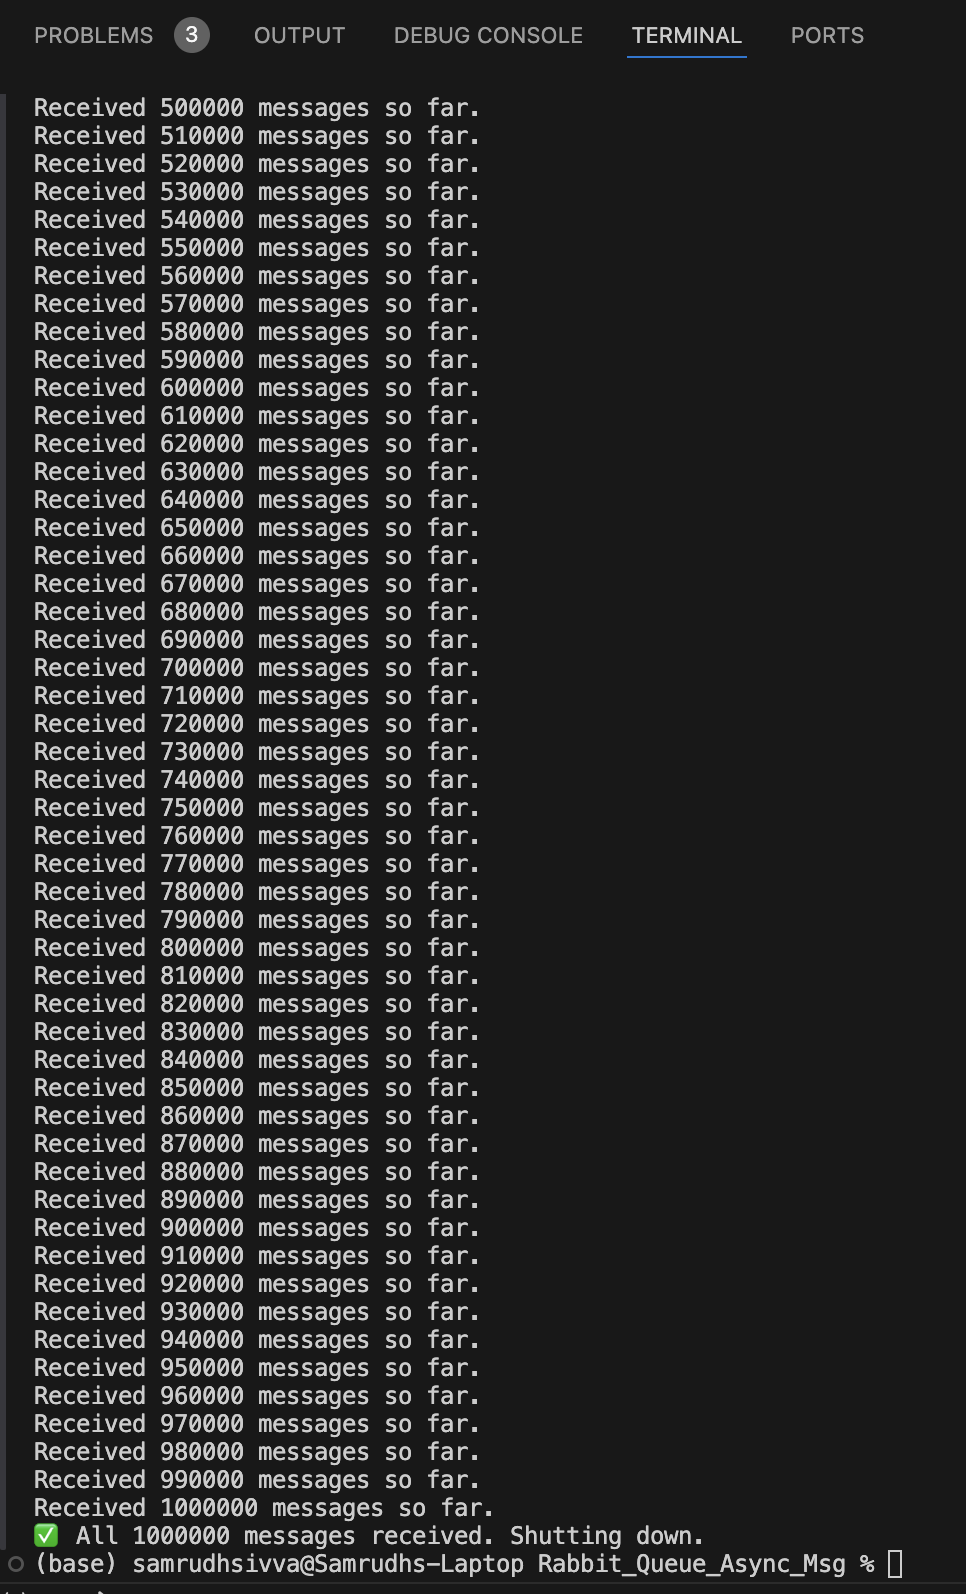 PROBLEMS 3 OUTPUT DEBUG CONSOLE TERMINAL PORTS
Received 500000 messages so far.
Received 510000 messages so far.
Received 520000 messages so far.
Received 530000 messages so far.
Received 540000 messages so far.
Received 550000 messages so far.
Received 560000 messages so far.
Received 570000 messages so far.
Received 580000 messages so far.
Received 590000 messages so far.
Received 600000 messages so far.
Received 610000 messages so far.
Received 620000 messages so far.
Received 630000 messages so far.
Received 640000 messages so far.
Received 650000 messages so far.
Received 660000 messages so far.
Received 670000 messages so far.
Received 680000 messages so far.
Received 690000 messages so far.
Received 700000 messages so far.
Received 710000 messages so far.
Received 720000 messages so far.
Received 730000 messages so far.
Received 740000 messages so far.
Received 750000 messages so far.
Received 760000 messages so far.
Received 770000 messages so far.
Received 780000 messages so far.
Received 790000 messages so far.
Received 800000 messages so far.
Received 810000 messages so far.
Received 820000 messages so far.
Received 830000 messages so far.
Received 840000 messages so far.
Received 850000 messages so far.
Received 860000 messages so far.
Received 870000 messages so far.
Received 880000 messages so far.
Received 890000 messages so far.
Received 900000 messages so far.
Received 910000 messages so far.
Received 920000 messages so far.
Received 930000 messages so far.
Received 940000 messages so far.
Received 950000 messages so far.
Received 960000 messages so far.
Received 970000 messages so far.
Received 980000 messages so far.
Received 990000 messages so far.
Received 1000000 messages so far.
✅ All 1000000 messages received. Shutting down.
(base) samrudhsivva@Samrudhs-Laptop Rabbit_Queue_Async_Msg %